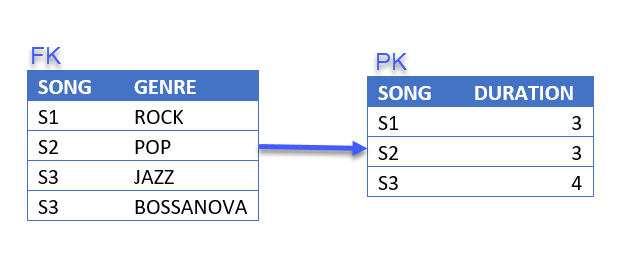 FK
SONG GENRE
S1 ROCK
S2 POP
S3 JAZZ
S3 BOSSANOVA
PK
SONG DURATION
S1 3
S2 3
S3 4